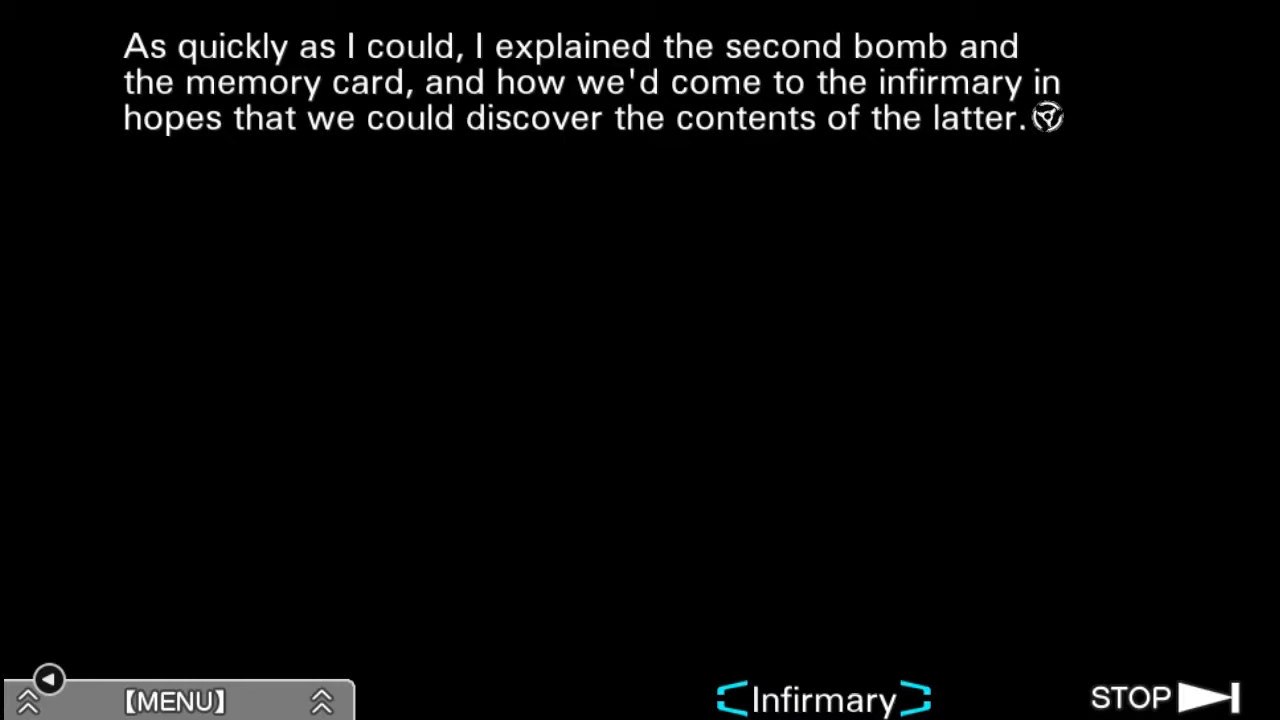 As quickly as I could, I explained the second bomb and
the memory card, and how we'd come to the infirmary in
hopes that we could discover the contents of the latter.
【MENU】
Infirmary
STOP